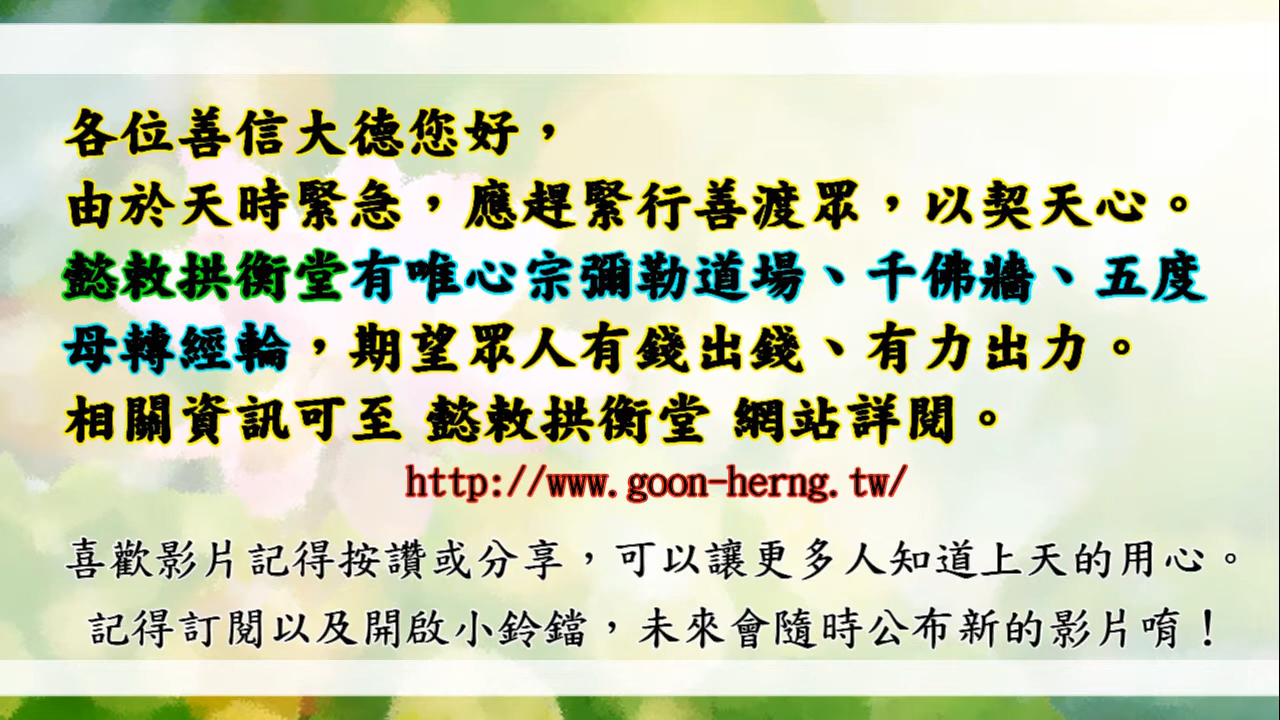 各位善信大德您好，
由於天時緊急，應趕緊行善渡眾，以契天心。
懿敕拱衡堂有唯心宗彌勒道場、千佛牆、五度
母轉經輪，期望眾人有錢出錢、有力出力。
相關資訊可至 懿敕拱衡堂 網站詳閱。
http://www.goon-herng.tw/
喜歡影片記得按讚或分享，可以讓更多人知道上天的用心。
記得訂閱以及開啟小鈴鐺，未來會隨時公布新的影片唷！